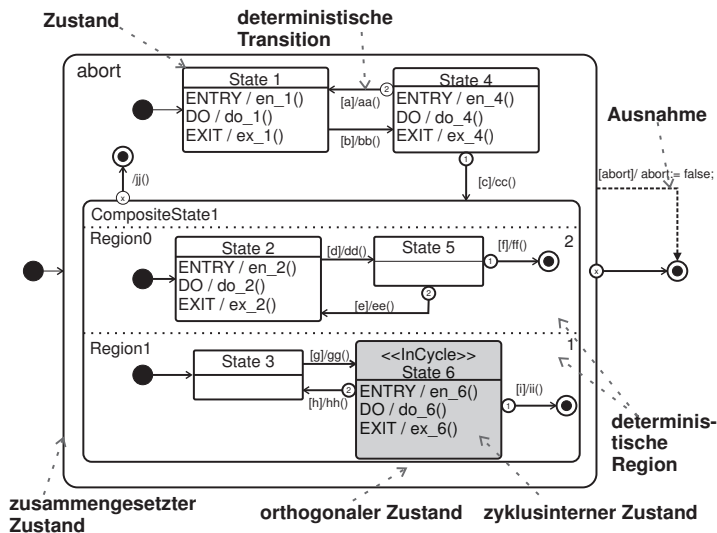 Zustand
deterministische
Transition
abort
State 1
ENTRY / en_1()
DO / do_1()
EXIT / ex_1()
[a]/aa()
2
[b]/bb()
State 4
ENTRY / en_4()
DO / do_4()
EXIT / ex_4()
Ausnahme
[abort]/ abort:= false;
1
[c]/cc()
/jj()
x
CompositeState1
Region0
2
State 2
ENTRY / en_2()
DO / do_2()
EXIT / ex_2()
[d]/dd()
State 5
[f]/ff()
1
2
[e]/ee()
x
Region1
1
State 3
[g]/gg()
[h]/hh()
2
<<InCycle>>
State 6
ENTRY / en_6()
DO / do_6()
EXIT / ex_6()
[i]/ii()
1
determinis-
tische
Region
zusammengesetzter
Zustand
orthogonaler Zustand
zyklusinterner Zustand